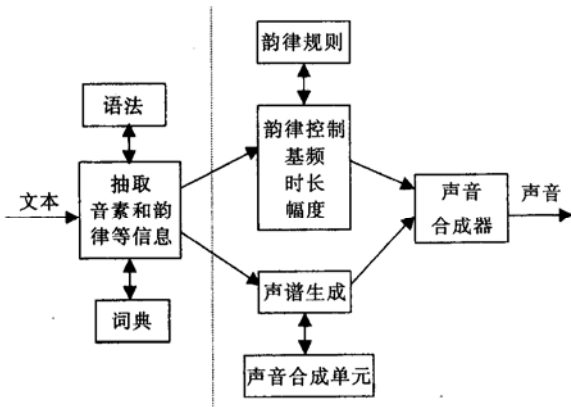 韵律规则
语法
韵律控制
基频
时长
幅度
文本
抽取
音素和韵
律等信息
声音
合成器
声音
声谱生成
词典
声音合成单元